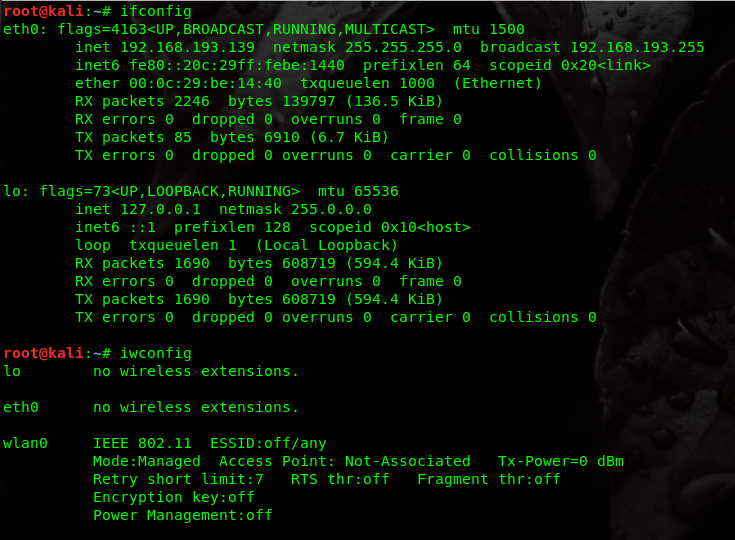 root@kali:~# ifconfig
eth0: flags=4163<UP,BROADCAST,RUNNING,MULTICAST>  mtu 1500
        inet 192.168.193.139  netmask 255.255.255.0  broadcast 192.168.193.255
        inet6 fe80::20c:29ff:febe:1440  prefixlen 64  scopeid 0x20<link>
        ether 00:0c:29:be:14:40  txqueuelen 1000  (Ethernet)
        RX packets 2246  bytes 139797 (136.5 KiB)
        RX errors 0  dropped 0  overruns 0  frame 0
        TX packets 85  bytes 6910 (6.7 KiB)
        TX errors 0  dropped 0 overruns 0  carrier 0  collisions 0

lo: flags=73<UP,LOOPBACK,RUNNING>  mtu 65536
        inet 127.0.0.1  netmask 255.0.0.0
        inet6 ::1  prefixlen 128  scopeid 0x10<host>
        loop  txqueuelen 1  (Local Loopback)
        RX packets 1690  bytes 608719 (594.4 KiB)
        RX errors 0  dropped 0  overruns 0  frame 0
        TX packets 1690  bytes 608719 (594.4 KiB)
        TX errors 0  dropped 0 overruns 0  carrier 0  collisions 0

root@kali:~# iwconfig
lo        no wireless extensions.

eth0      no wireless extensions.

wlan0     IEEE 802.11  ESSID:off/any
          Mode:Managed  Access Point: Not-Associated   Tx-Power=0 dBm
          Retry short limit:7   RTS thr:off   Fragment thr:off
          Encryption key:off
          Power Management:off